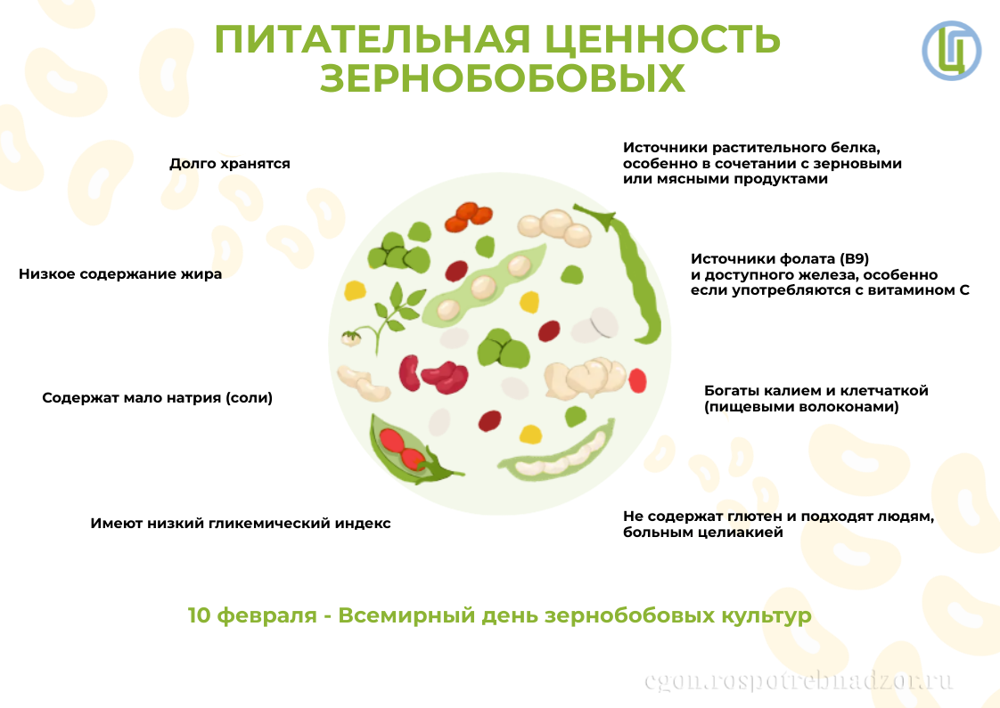 ПИТАТЕЛЬНАЯ ЦЕННОСТЬ
ЗЕРНОБОБОВЫХ
Долго хранятся
Низкое содержание жира
Содержат мало натрия (соли)
Имеют низкий гликемический индекс
Источники растительного белка,
особенно в сочетании с зерновыми
или мясными продуктами
Источники фолата (B9)
и доступного железа, особенно
если употребляются с витамином С
Богаты калием и клетчаткой
(пищевыми волоконами)
Не содержат глютен и подходят людям,
больным целиакией
10 февраля - Всемирный день зернобобовых культур
cgon.rospotrebnadzor.ru